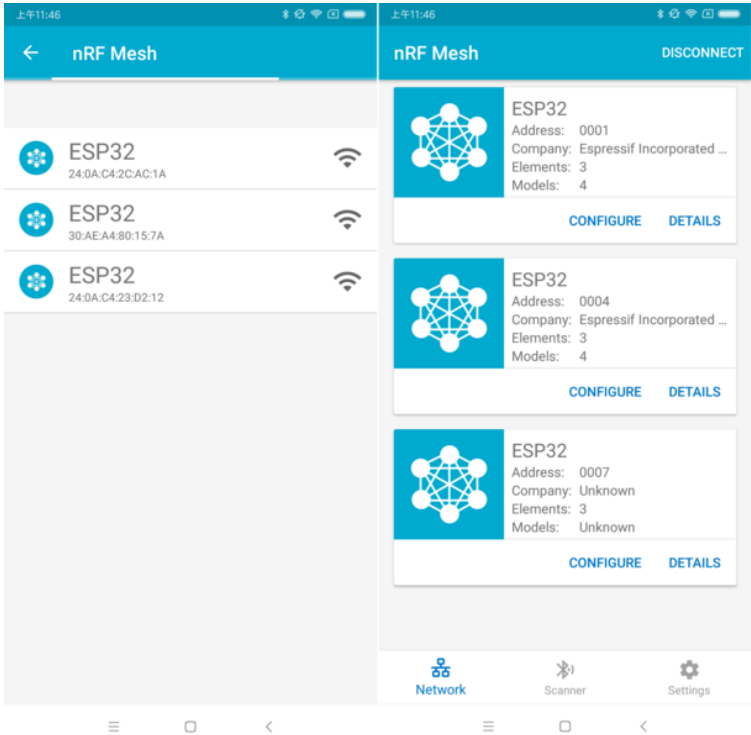 上午11:46
nRF Mesh
ESP32
24:0A:C4:2C:AC:1A
ESP32
30:AE:A4:80:15:7A
ESP32
24:0A:C4:23:D2:12
上午11:46
nRF Mesh
DISCONNECT
ESP32
Address: 0001
Company: Espressif Incorporated ...
Elements: 3
Models: 4
CONFIGURE DETAILS
ESP32
Address: 0004
Company: Espressif Incorporated ...
Elements: 3
Models: 4
CONFIGURE DETAILS
ESP32
Address: 0007
Company: Unknown
Elements: 3
Models: Unknown
CONFIGURE DETAILS
Network Scanner Settings